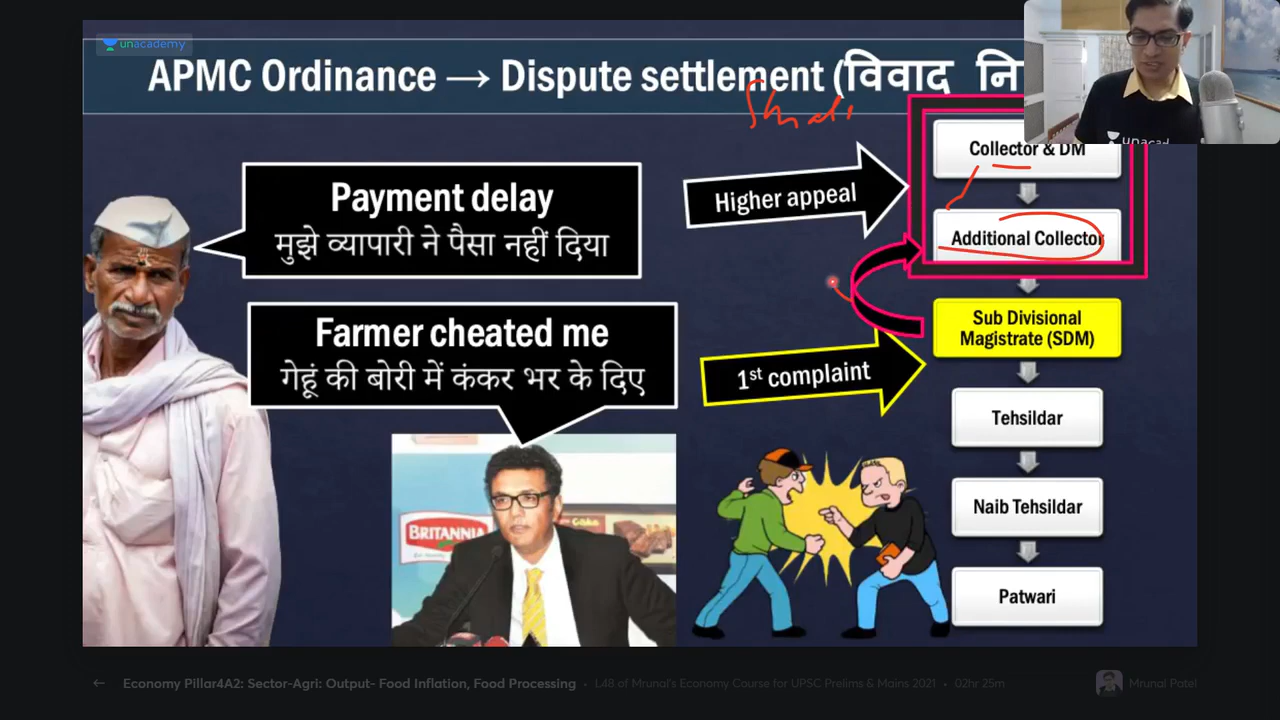 unacademy
APMC Ordinance → Dispute settlement (विवाद नि
Payment delay
मुझे व्यापारी ने पैसा नहीं दिया
Farmer cheated me
गेहूं की बोरी में कंकर भर के दिए
BRITANNIA
Higher appeal
1st complaint
Collector & DM
Additional Collector
Sub Divisional
Magistrate (SDM)
Tehsildar
Naib Tehsildar
Patwari
← Economy Pillar4A2: Sector-Agri: Output- Food Inflation, Food Processing • L48 of Mrunal's Economy Course for UPSC Prelims & Mains 2021 • 02hr 25m
Mrunal Patel